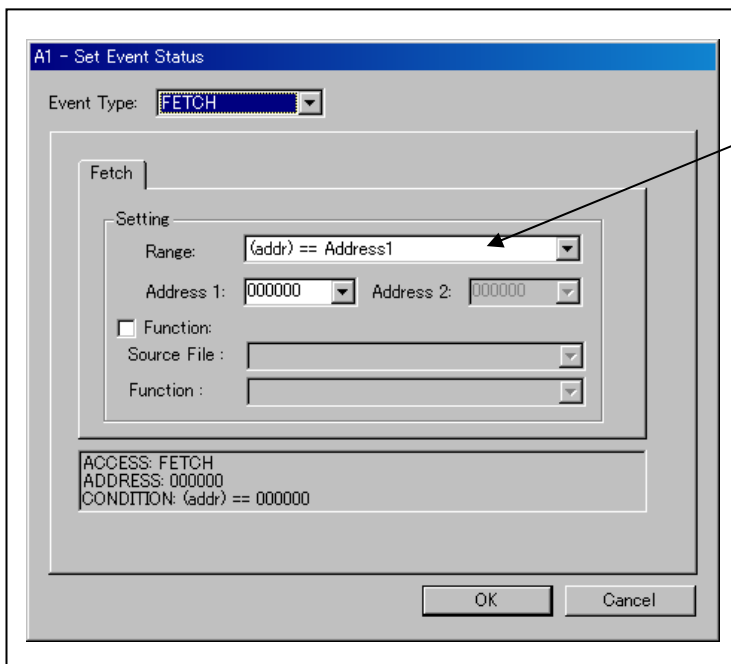 A1 - Set Event Status
Event Type: FETCH
Fetch
Setting
Range: (addr) == Address1
Address 1: 000000 Address 2: 000000
Function:
Source File :
Function :
ACCESS: FETCH
ADDRESS: 000000
CONDITION: (addr) == 000000
OK Cancel